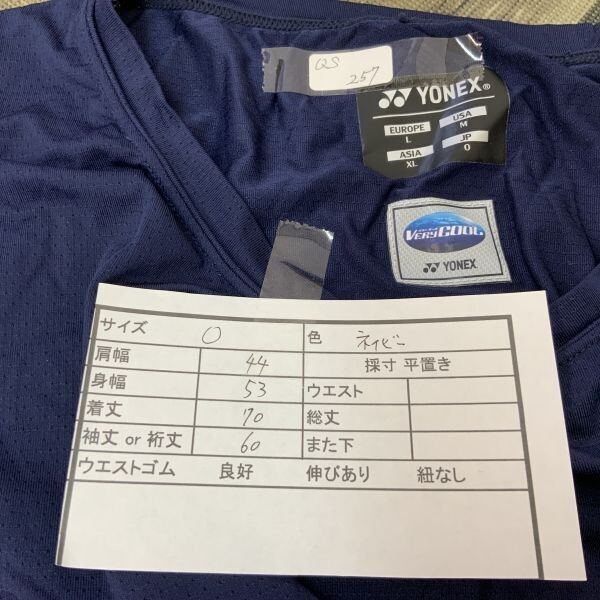 QS
257
YONEX®
EUROPE USA
L M
ASIA JP
XL O
VERYCOOL
YONEX
サイズ O 色 ネイビー
肩幅 44 採寸 平置き
身幅 53 ウエスト
着丈 70 総丈
袖丈 or 裄丈 60 また下
ウエストゴム 良好 伸びあり 紐なし